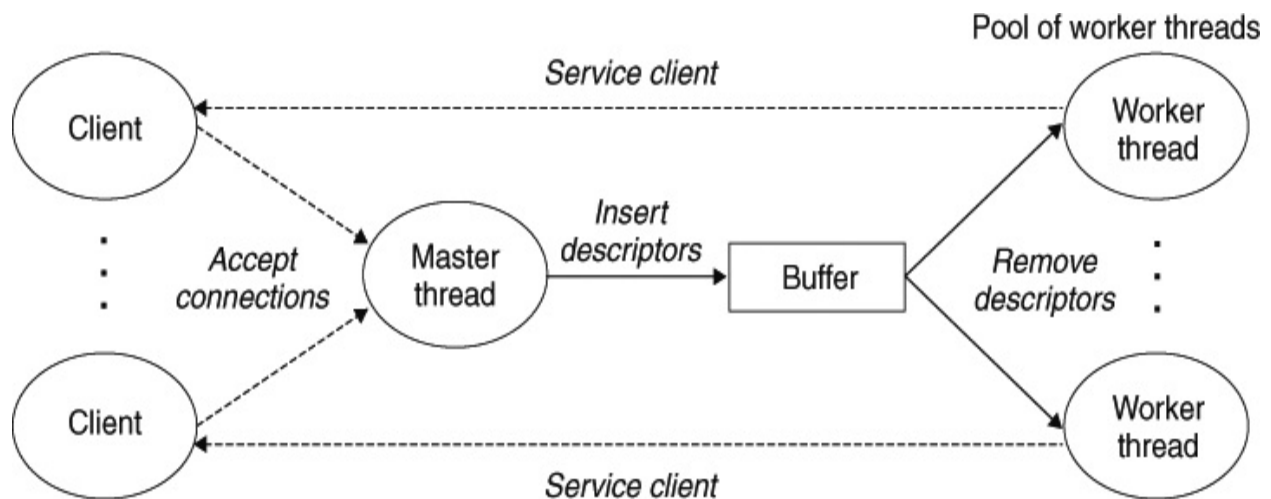 Pool of worker threads
Service client
Client
Worker
thread
Accept
connections
Master
thread
Insert
descriptors
Buffer
Remove
descriptors
Client
Worker
thread
Service client